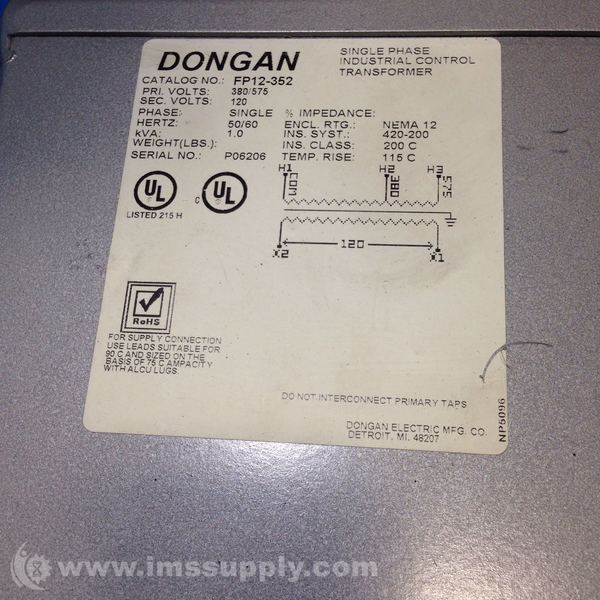 DONGAN
SINGLE PHASE
INDUSTRIAL CONTROL
TRANSFORMER
CATALOG NO.: FP12-352
PRI. VOLTS: 380/575
SEC. VOLTS: 120
PHASE: SINGLE
HERTZ: 50/60
kVA: 1.0
WEIGHT(LBS.):
SERIAL NO.: P06206
% IMPEDANCE:
ENCL. RTG.: NEMA 12
INS. SYST.: 420-200
INS. CLASS: 200 C
TEMP. RISE: 115 C
H1 H2 H3
COM 380 575
120
X2 X1
UL
C UL
LISTED 215 H
RoHS
FOR SUPPLY CONNECTION
USE LEADS SUITABLE FOR
90 C AND SIZED ON THE
BASIS OF 75 C AMPACITY
WITH ALCU LUGS.
DO NOT INTERCONNECT PRIMARY TAPS
DONGAN ELECTRIC MFG. CO.
DETROIT, MI. 48207
NP5096
www.imssupply.com